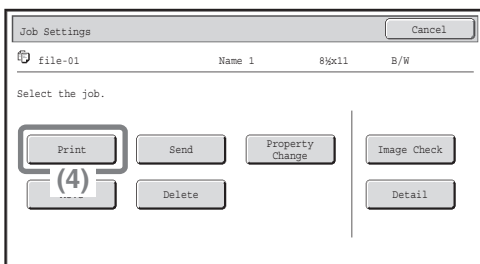 Job Settings
Cancel
file-01 Name 1 8½x11 B/W
Select the job.
Print Send Property Change Image Check
(4) Delete Detail